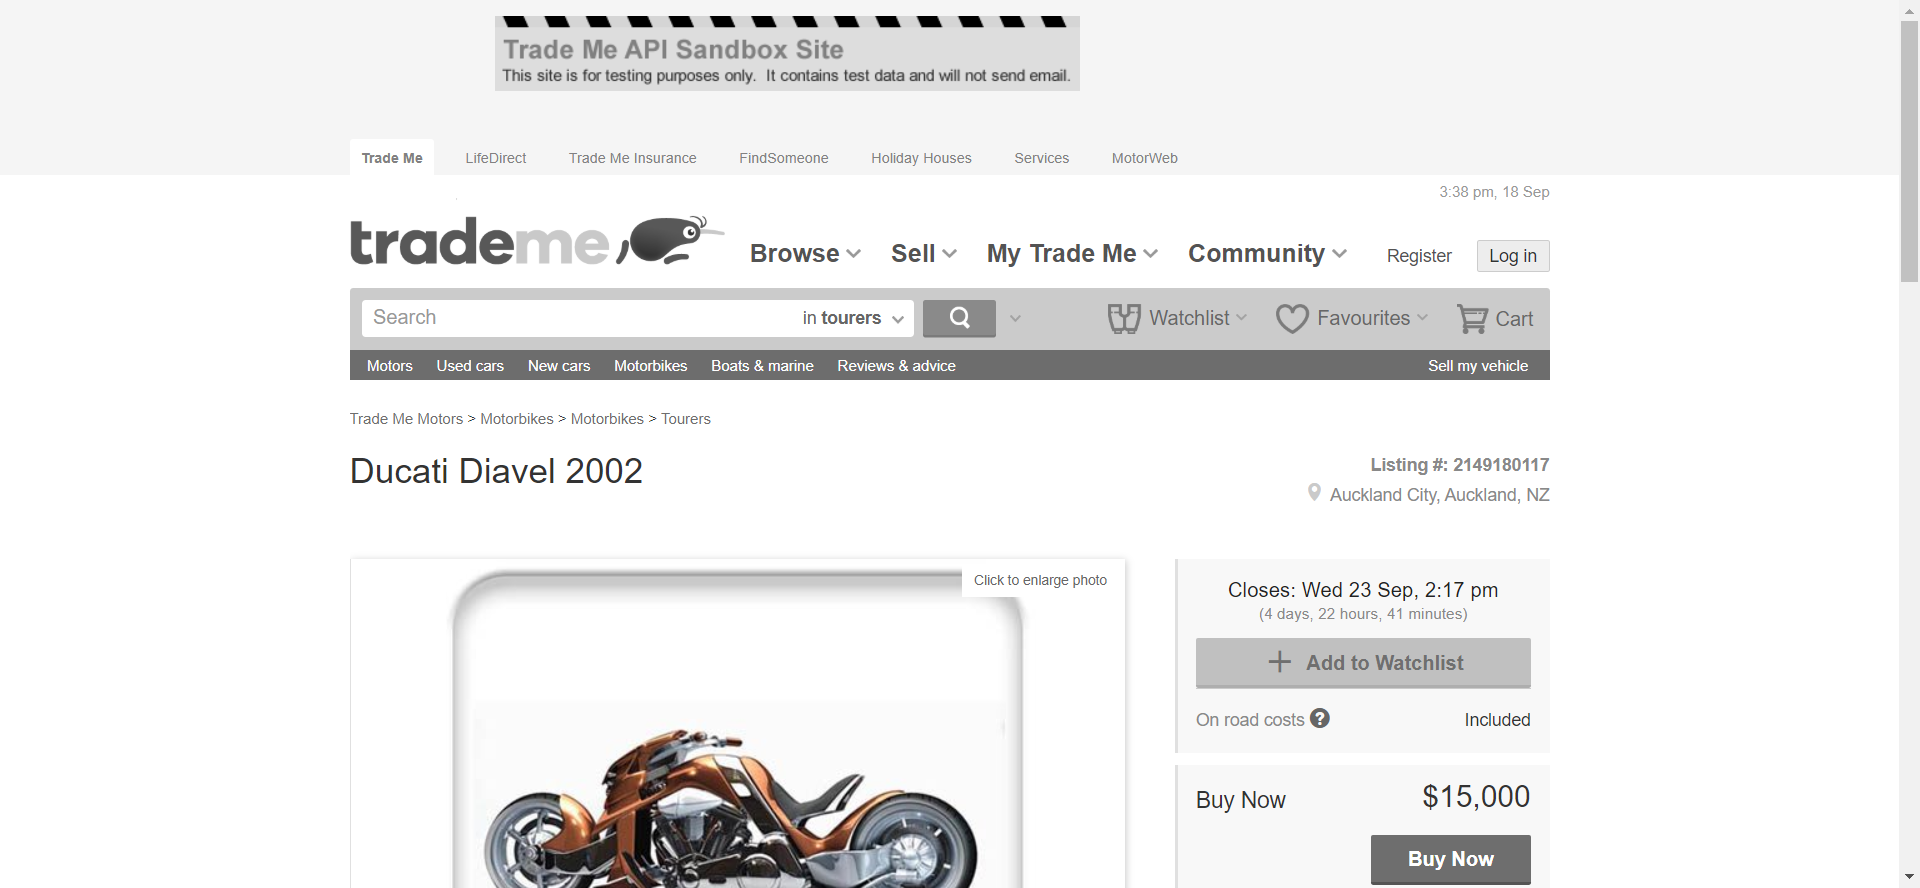 Trade Me API Sandbox Site
This site is for testing purposes only. It contains test data and will not send email.
Trade Me LifeDirect Trade Me Insurance FindSomeone Holiday Houses Services MotorWeb
3:38 pm, 18 Sep
trademe Browse Sell My Trade Me Community Register Log in
Search in tourers Watchlist Favourites Cart
Motors Used cars New cars Motorbikes Boats & marine Reviews & advice Sell my vehicle
Trade Me Motors > Motorbikes > Motorbikes > Tourers
Ducati Diavel 2002
Listing #: 2149180117
Auckland City, Auckland, NZ
Click to enlarge photo
Closes: Wed 23 Sep, 2:17 pm
(4 days, 22 hours, 41 minutes)
+ Add to Watchlist
On road costs ? Included
Buy Now $15,000
Buy Now